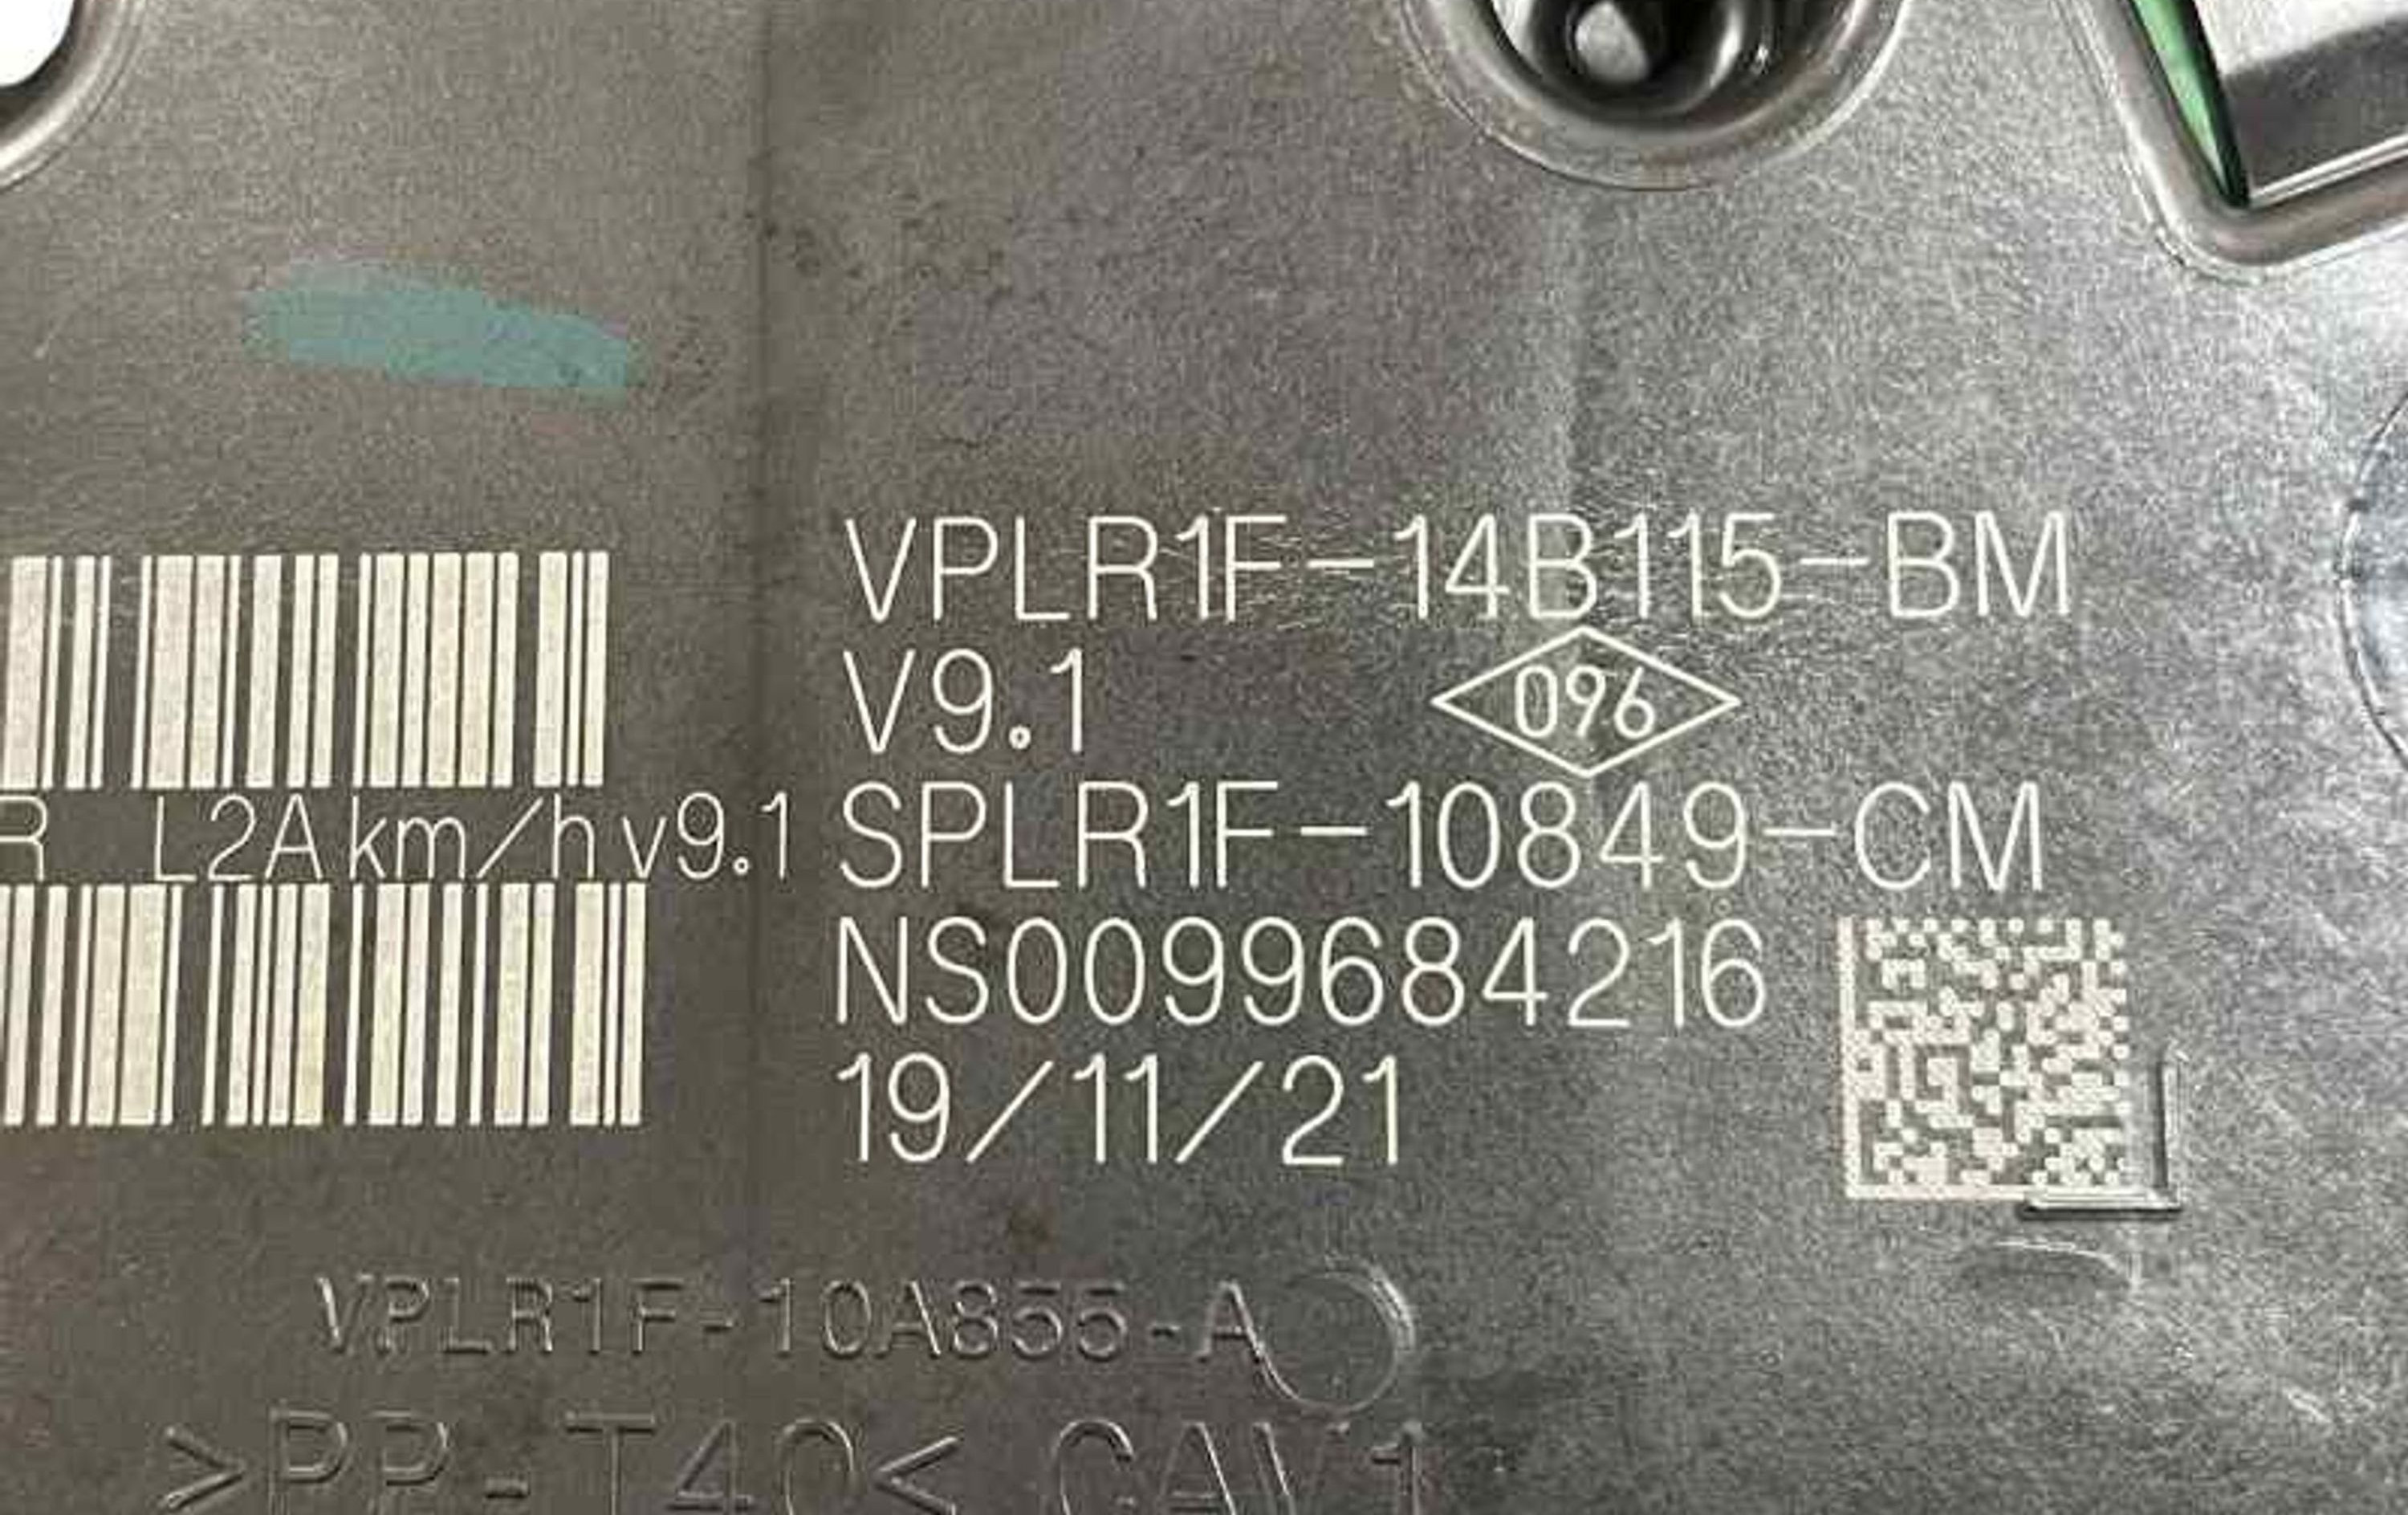 VPLR1F-14B115-BM
V9.1 096
R L2A km/h v9.1 SPLR1F-10849-CM
NS0099684216
19/11/21
VPLR1F-10A855-A
>PP-T40< CAV1